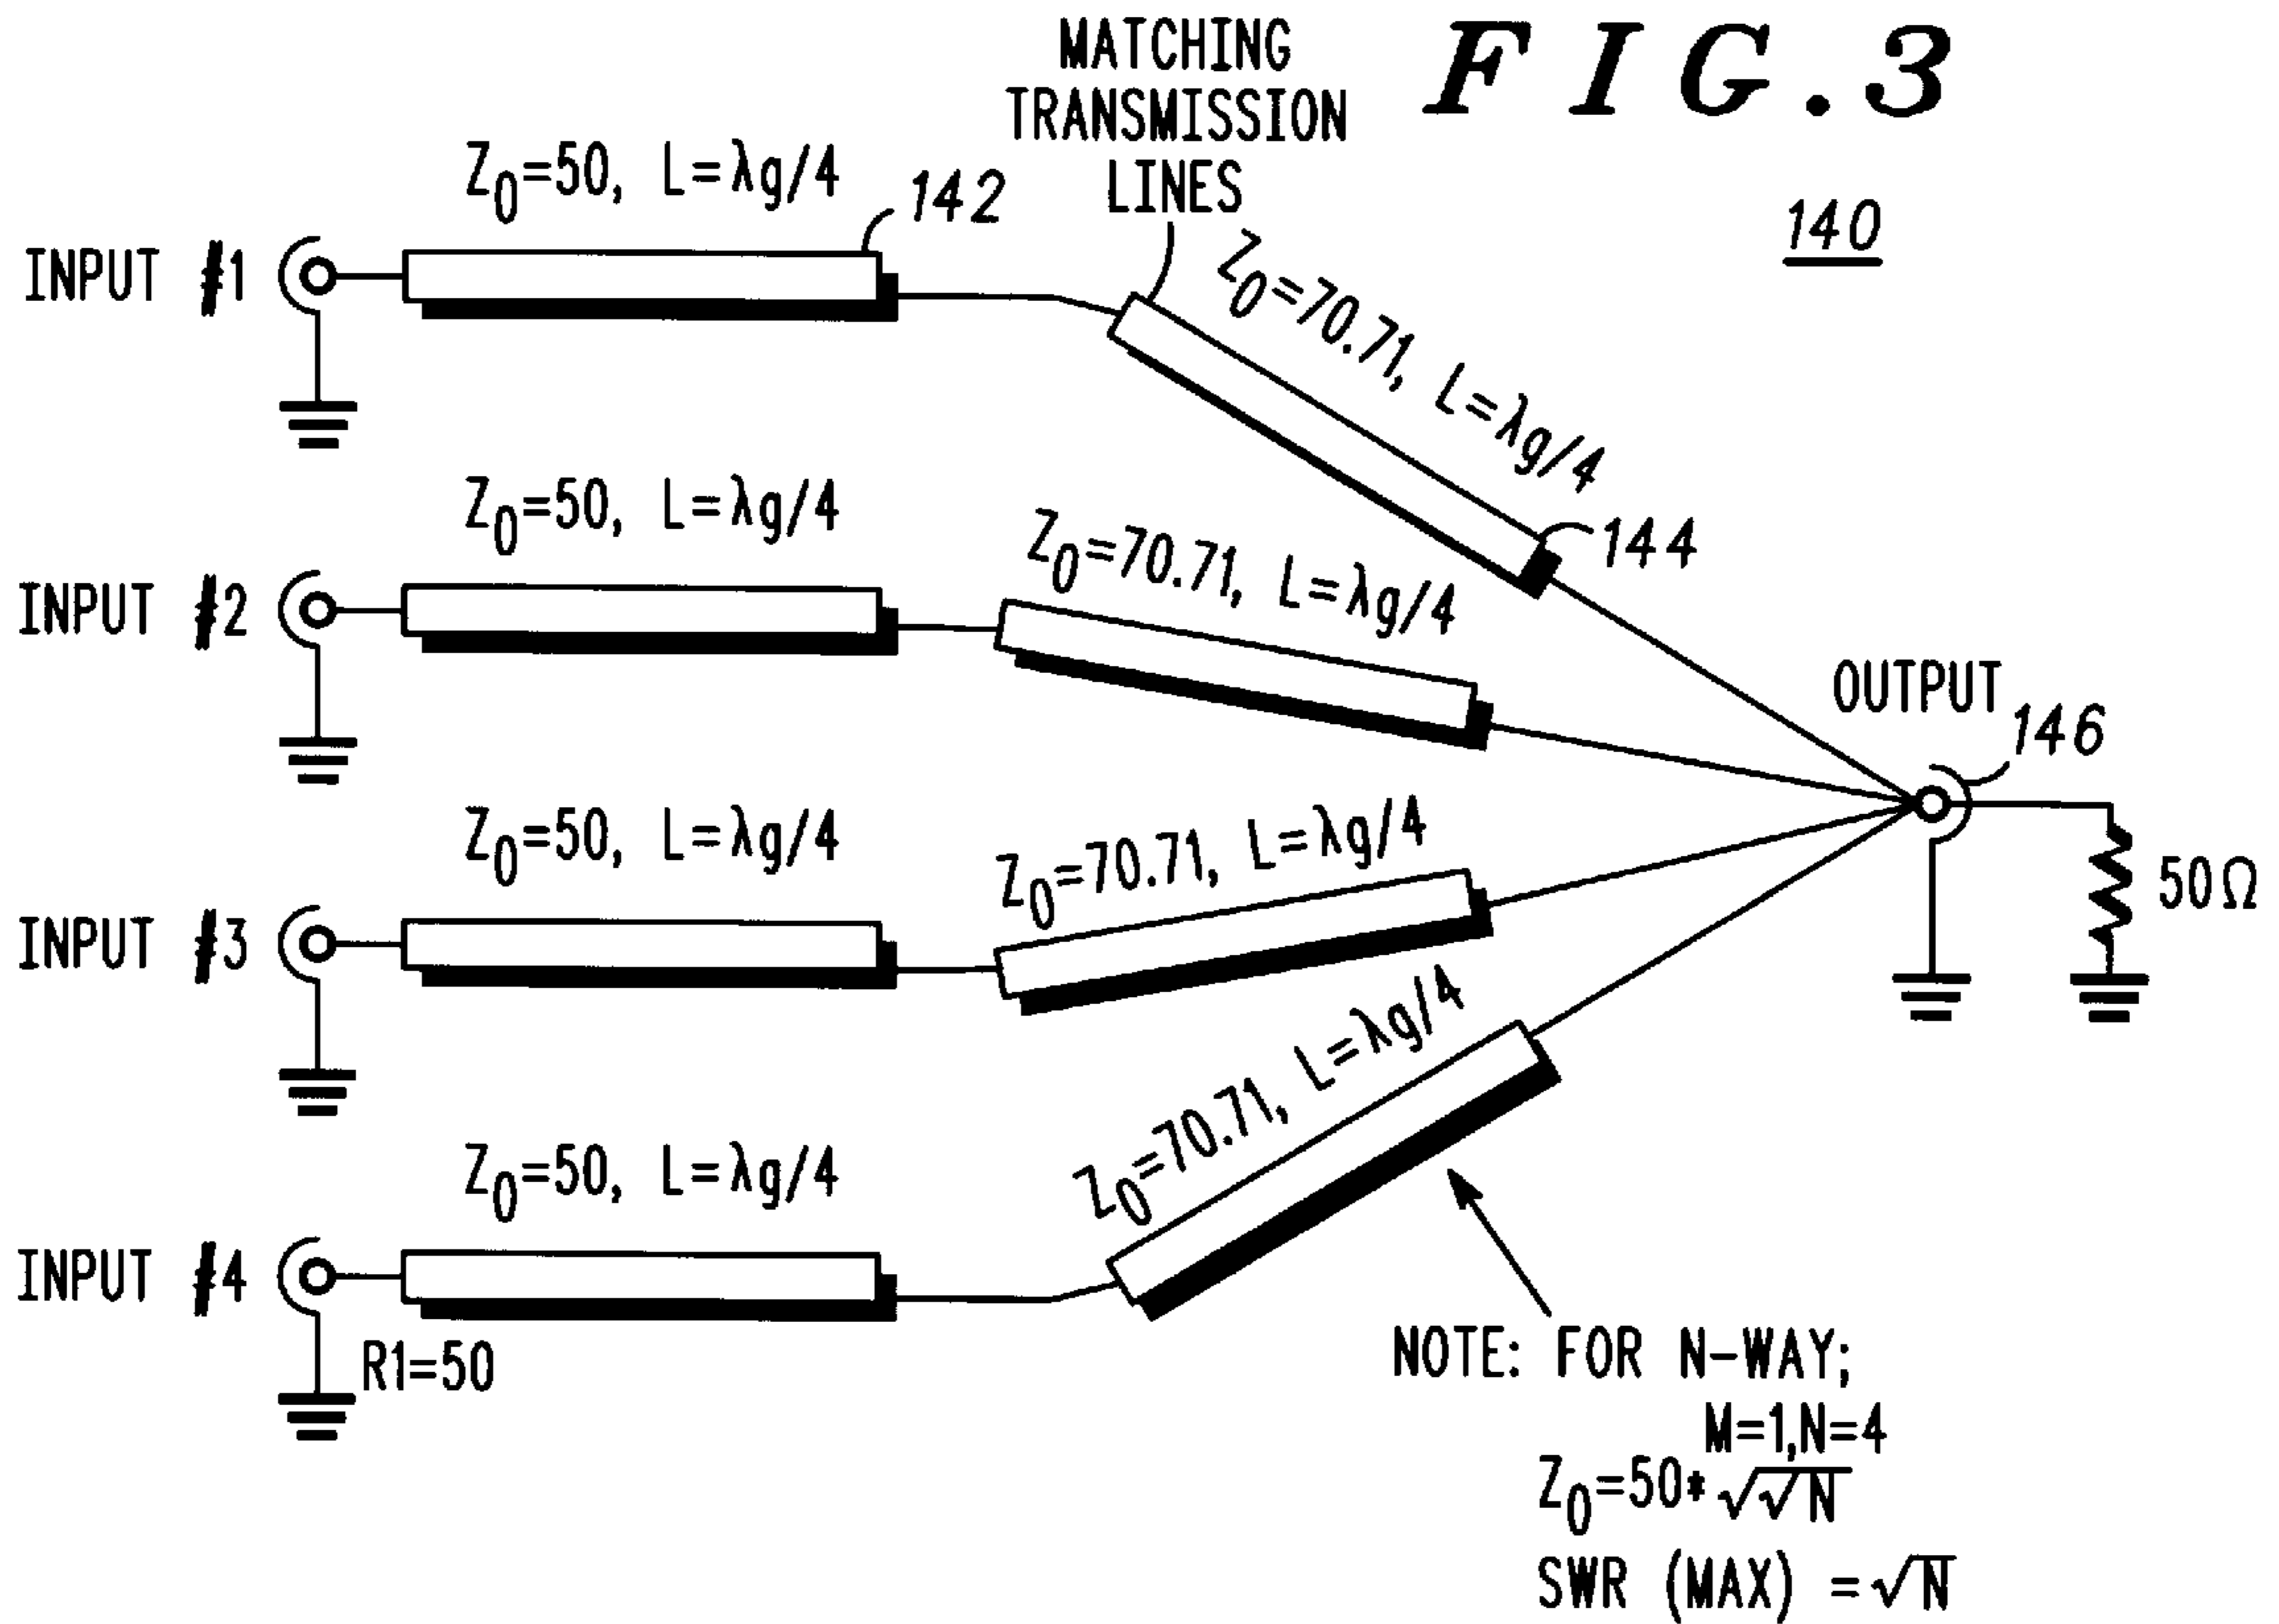 FIG.3
MATCHING
TRANSMISSION
LINES
140
Z0=50, L=λg/4
142
INPUT #1
Z0=70.71, L=λg/4
144
Z0=50, L=λg/4
INPUT #2
Z0=70.71, L=λg/4
OUTPUT
146
50Ω
Z0=50, L=λg/4
INPUT #3
Z0=70.71, L=λg/4
Z0=50, L=λg/4
INPUT #4
R1=50
Z0=70.71, L=λg/4
NOTE: FOR N-WAY;
M=1,N=4
Z0=50*√√N
SWR (MAX) =√N